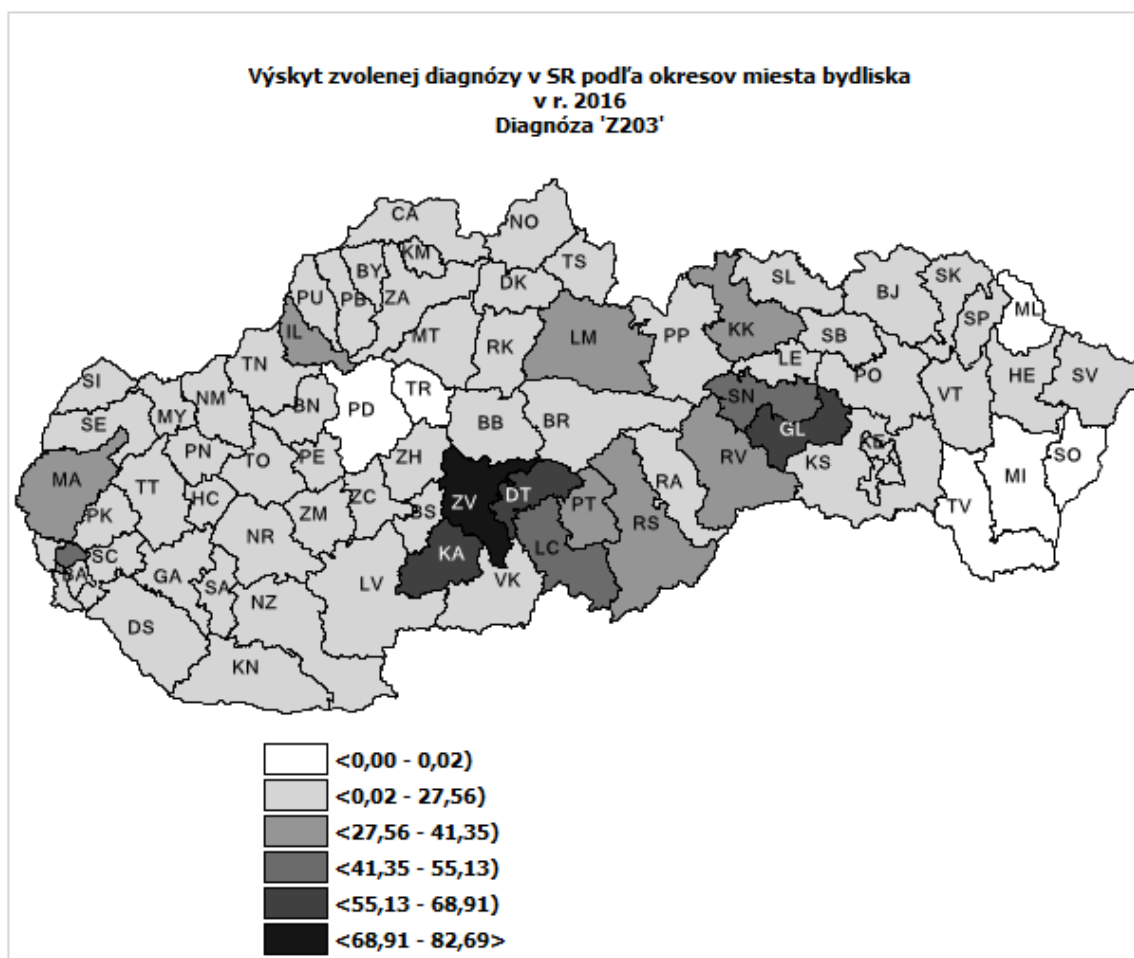 Výskyt zvolenej diagnózy v SR podľa okresov miesta bydliska
v r. 2016
Diagnóza 'Z203'
CA
NO
KM
TS
BY
PU
PB
ZA
DK
SL
BJ
SK
ML
SP
IL
MT
RK
LM
PP
KK
SB
TN
LE
PO
HE
SV
SI
NM
BN
PD
TR
SN
VT
SE
MY
BB
BR
GL
KE
PN
TO
PE
ZH
RV
KS
MI
SO
MA
TT
HC
ZC
ZV
DT
PT
RA
TV
PK
ZM
BS
RS
NR
KA
LC
SC
BA
GA
SA
NZ
LV
VK
DS
KN
<0,00 - 0,02)
<0,02 - 27,56)
<27,56 - 41,35)
<41,35 - 55,13)
<55,13 - 68,91)
<68,91 - 82,69>